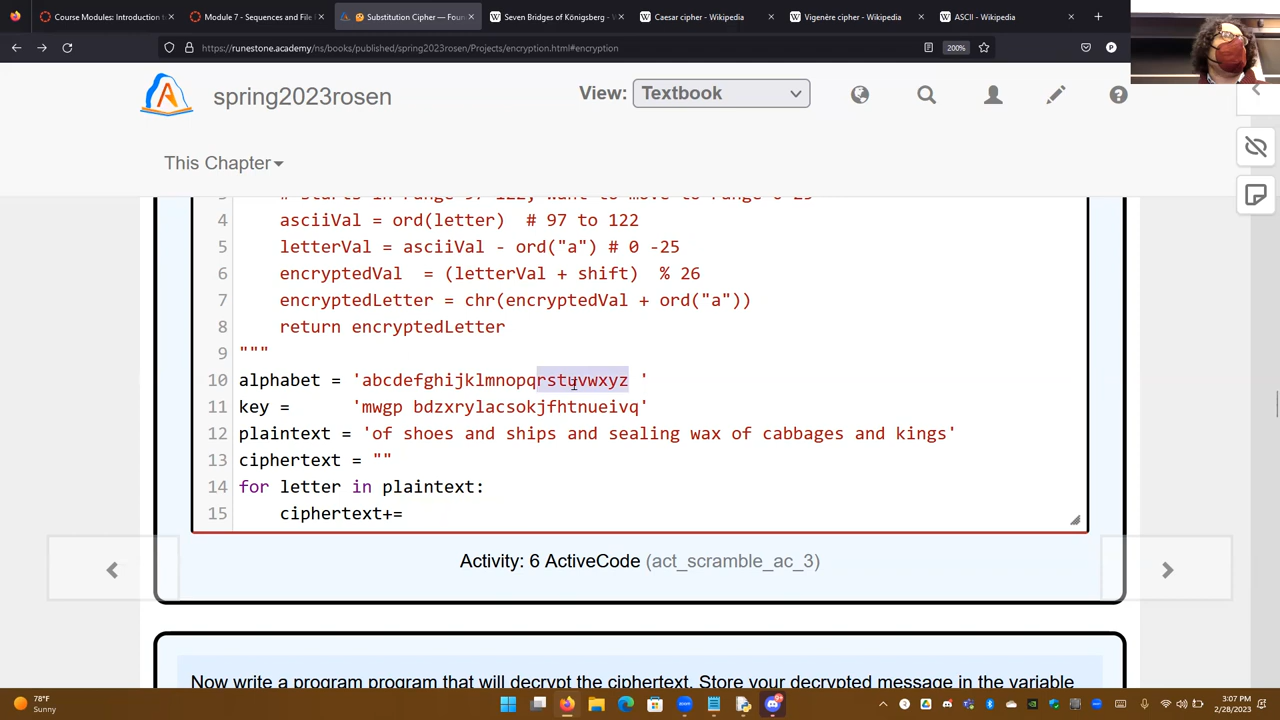 Course Modules: Introduction to
Module 7 - Sequences and File
Substitution Cipher — Foun
Seven Bridges of Königsberg - W
Caesar cipher - Wikipedia
Vigenère cipher - Wikipedia
ASCII - Wikipedia
https://runestone.academy/ns/books/published/spring2023rosen/Projects/encryption.html#encryption
200%
spring2023rosen
View:
Textbook
This Chapter
4 asciiVal = ord(letter) # 97 to 122
5 letterVal = asciiVal - ord("a") # 0 -25
6 encryptedVal = (letterVal + shift) % 26
7 encryptedLetter = chr(encryptedVal + ord("a"))
8 return encryptedLetter
9 """
10 alphabet = 'abcdefghijklmnopqrstuvwxyz '
11 key = 'mwgp bdzxrylacsokjfhtnueivq'
12 plaintext = 'of shoes and ships and sealing wax of cabbages and kings'
13 ciphertext = ""
14 for letter in plaintext:
15 ciphertext+=
Activity: 6 ActiveCode (act_scramble_ac_3)
Now write a program program that will decrypt the ciphertext. Store your decrypted message in the variable
78°F
Sunny
3:07 PM
2/28/2023